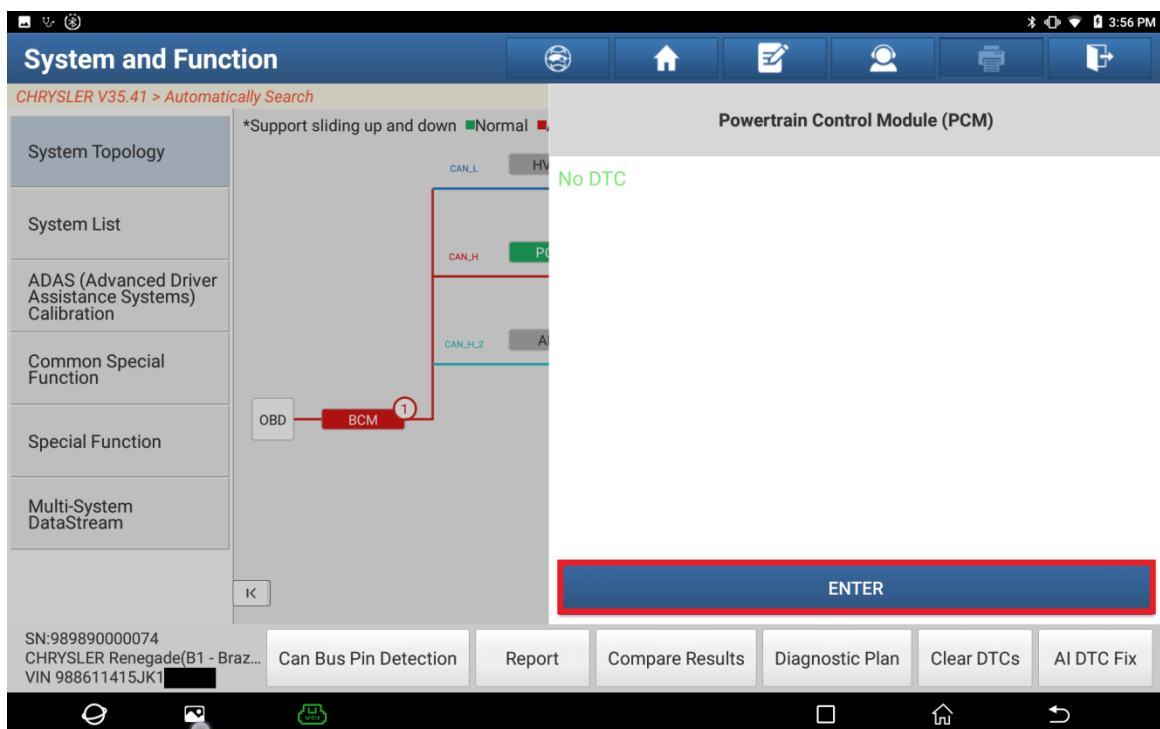 3:56 PM
System and Function
CHRYSLER V35.41 > Automatically Search
System Topology
System List
ADAS (Advanced Driver
Assistance Systems)
Calibration
Common Special
Function
Special Function
Multi-System
DataStream
*Support sliding up and down Normal
CAN_L
HV
CAN_H
CAN_H_2
OBD
BCM
1
Powertrain Control Module (PCM)
No DTC
ENTER
SN:989890000074
CHRYSLER Renegade(B1 - Braz...
VIN 988611415JK1
Can Bus Pin Detection
Report
Compare Results
Diagnostic Plan
Clear DTCs
AI DTC Fix
VCI